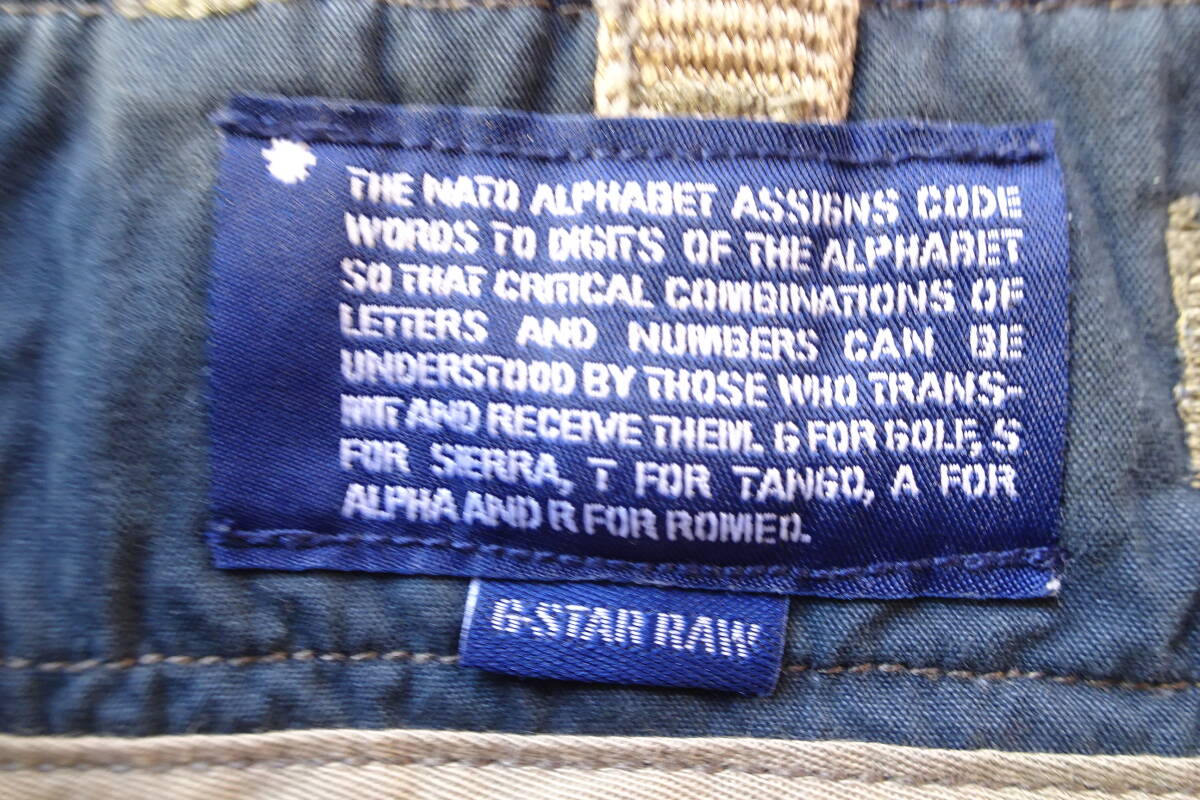 THE NATO ALPHABET ASSIGNS CODE
WORDS TO DIGITS OF THE ALPHABET
SO THAT CRITICAL COMBINATIONS OF
LETTERS AND NUMBERS CAN BE
UNDERSTOOD BY THOSE WHO TRANS-
MIT AND RECEIVE THEM. G FOR GOLF, S
FOR SIERRA, T FOR TANGO, A FOR
ALPHA AND R FOR ROMEO.
G-STAR RAW